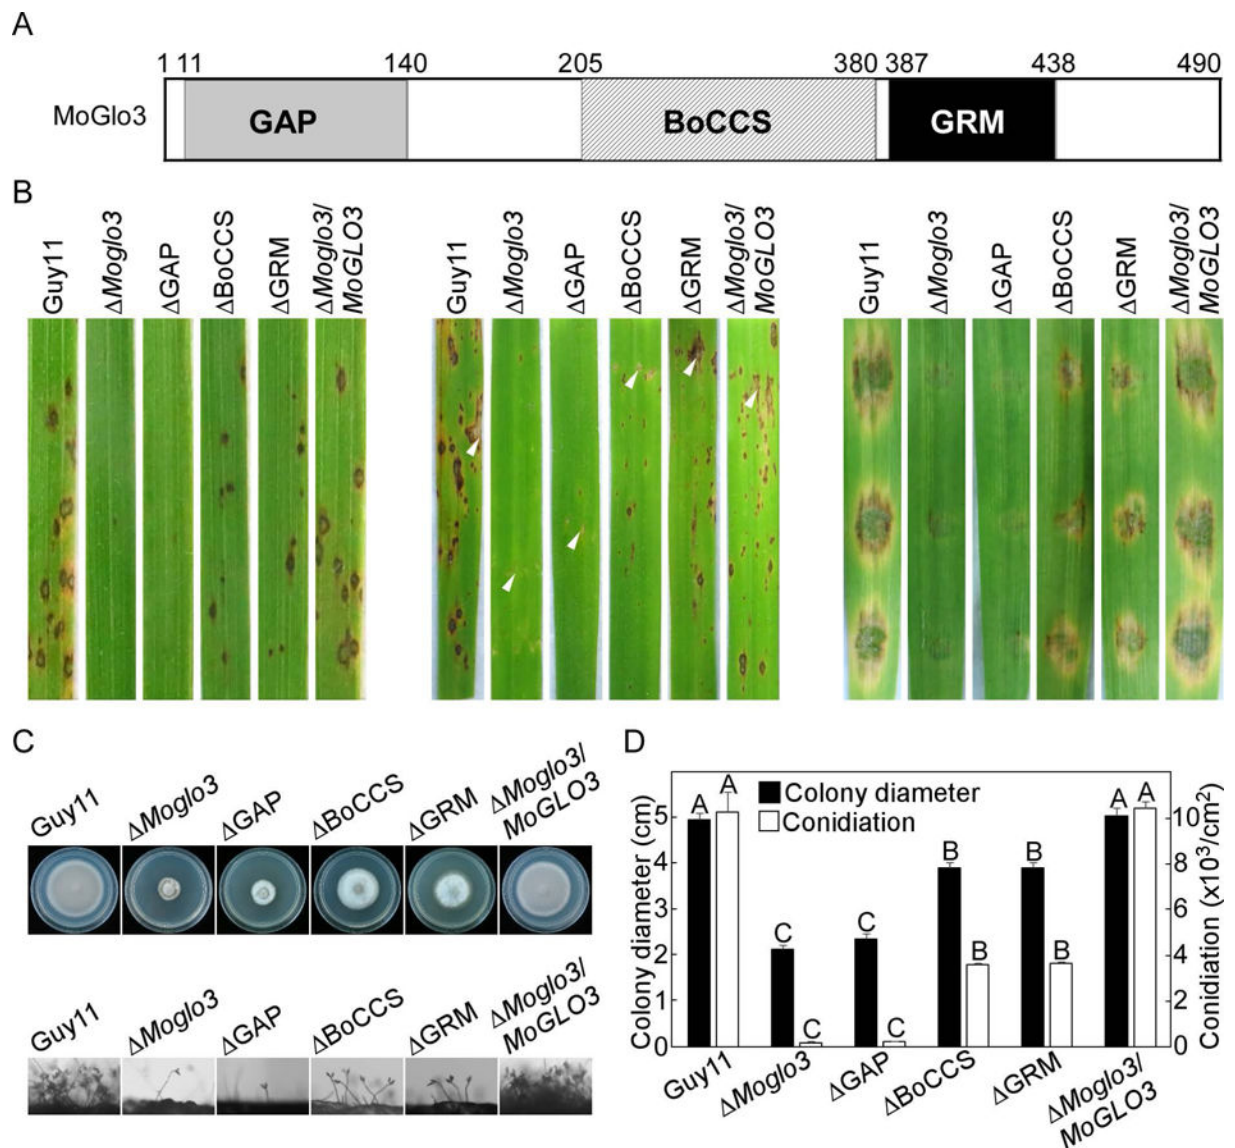 A
1 11 140 205 380 387 438 490
MoGlo3 GAP BoCCS GRM
B
Guy11 ΔMoglo3 ΔGAP ΔBoCCS ΔGRM ΔMoglo3/
MoGLO3
Guy11 ΔMoglo3 ΔGAP ΔBoCCS ΔGRM ΔMoglo3/
MoGLO3
Guy11 ΔMoglo3 ΔGAP ΔBoCCS ΔGRM ΔMoglo3/
MoGLO3
C
Guy11 ΔMoglo3 ΔGAP ΔBoCCS ΔGRM ΔMoglo3/
MoGLO3
Guy11 ΔMoglo3 ΔGAP ΔBoCCS ΔGRM ΔMoglo3/
MoGLO3
D
Colony diameter (cm)
5
4
3
2
1
0
Colony diameter
Conidiation
A A C C C C B B B B A A
10
8
6
4
2
0
Conidiation (x10³/cm²)
Guy11 ΔMoglo3 ΔGAP ΔBoCCS ΔGRM ΔMoglo3/
MoGLO3